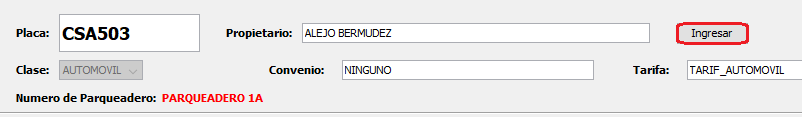 Placa: CSA503 Propietario: ALEJO BERMUDEZ Ingresar
Clase: AUTOMOVIL Convenio: NINGUNO Tarifa: TARIF_AUTOMOVIL
Numero de Parqueadero: PARQUEADERO 1A